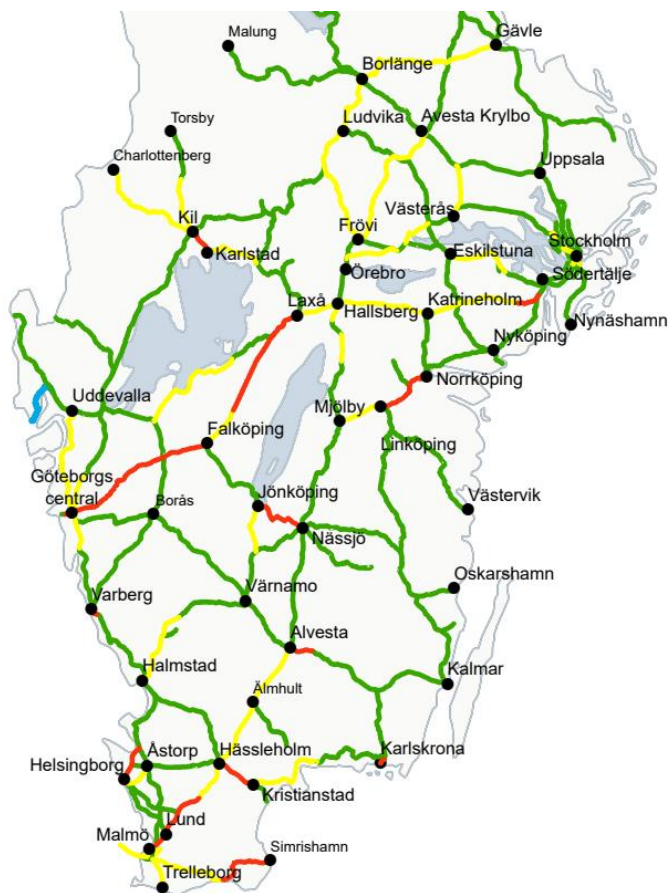 Gävle
Malung
Borlänge
Torsby
Ludvika
Avesta Krylbo
Charlottenberg
Uppsala
Kil
Västerås
Frövi
Stockholm
Karlstad
Eskilstuna
Örebro
Södertälje
Laxå
Hallsberg
Katrineholm
Nynäshamn
Nyköping
Norrköping
Uddevalla
Mjölby
Falköping
Linköping
Göteborgs
central
Jönköping
Borås
Västervik
Nässjö
Oskarshamn
Värnamo
Varberg
Alvesta
Halmstad
Kalmar
Älmhult
Åstorp
Hässleholm
Karlskrona
Helsingborg
Kristianstad
Lund
Malmö
Simrishamn
Trelleborg